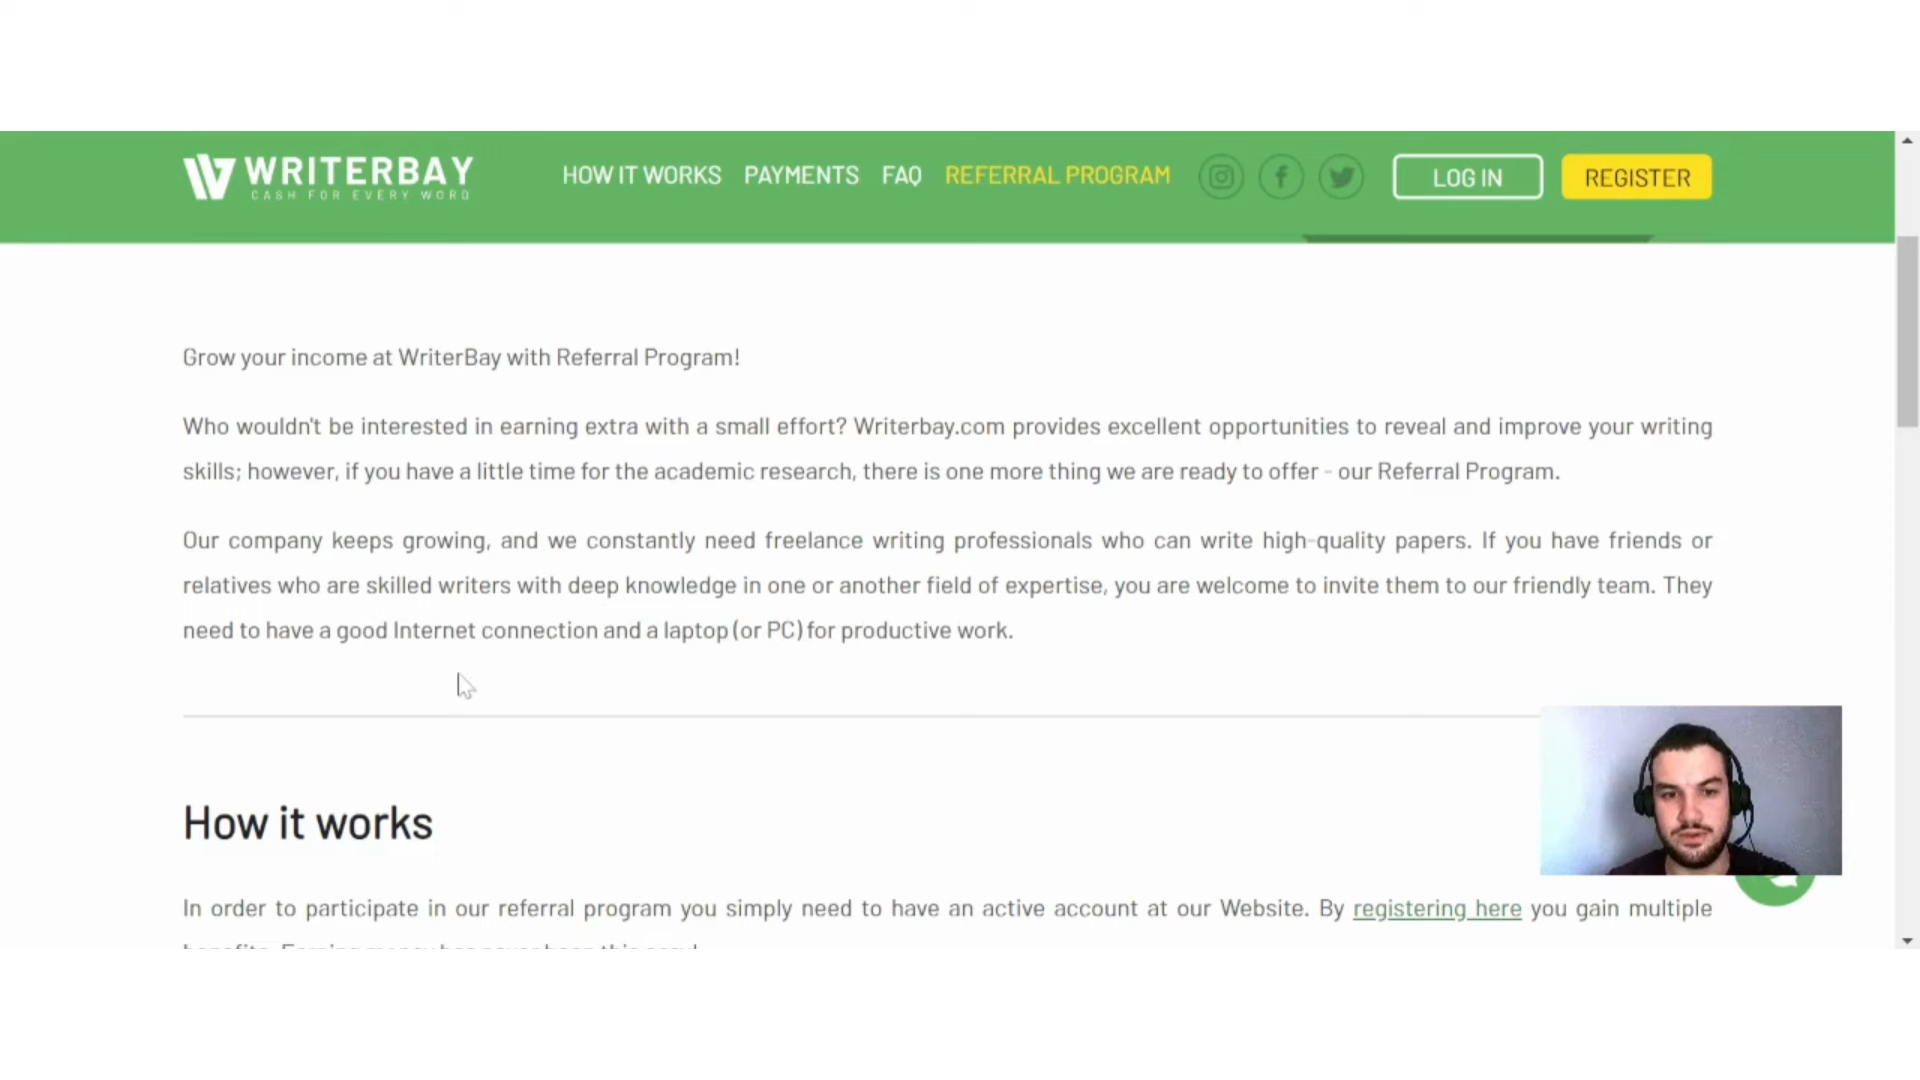 WRITERBAY
CASH FOR EVERY WORD
HOW IT WORKS PAYMENTS FAQ REFERRAL PROGRAM LOG IN REGISTER
Grow your income at WriterBay with Referral Program!
Who wouldn't be interested in earning extra with a small effort? Writerbay.com provides excellent opportunities to reveal and improve your writing
skills; however, if you have a little time for the academic research, there is one more thing we are ready to offer - our Referral Program.
Our company keeps growing, and we constantly need freelance writing professionals who can write high-quality papers. If you have friends or
relatives who are skilled writers with deep knowledge in one or another field of expertise, you are welcome to invite them to our friendly team. They
need to have a good Internet connection and a laptop (or PC) for productive work.
How it works
In order to participate in our referral program you simply need to have an active account at our Website. By registering here you gain multiple
benefits. Earning money has never been this easy!